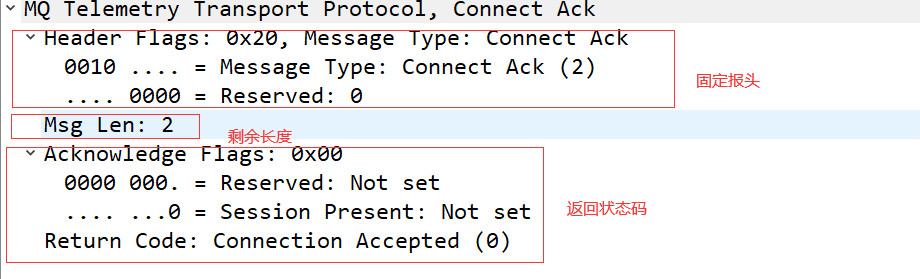 MQ Telemetry Transport Protocol, Connect Ack
Header Flags: 0x20, Message Type: Connect Ack
0010 .... = Message Type: Connect Ack (2)
.... 0000 = Reserved: 0
固定报头
Msg Len: 2
剩余长度
Acknowledge Flags: 0x00
0000 000. = Reserved: Not set
.... ...0 = Session Present: Not set
返回状态码
Return Code: Connection Accepted (0)